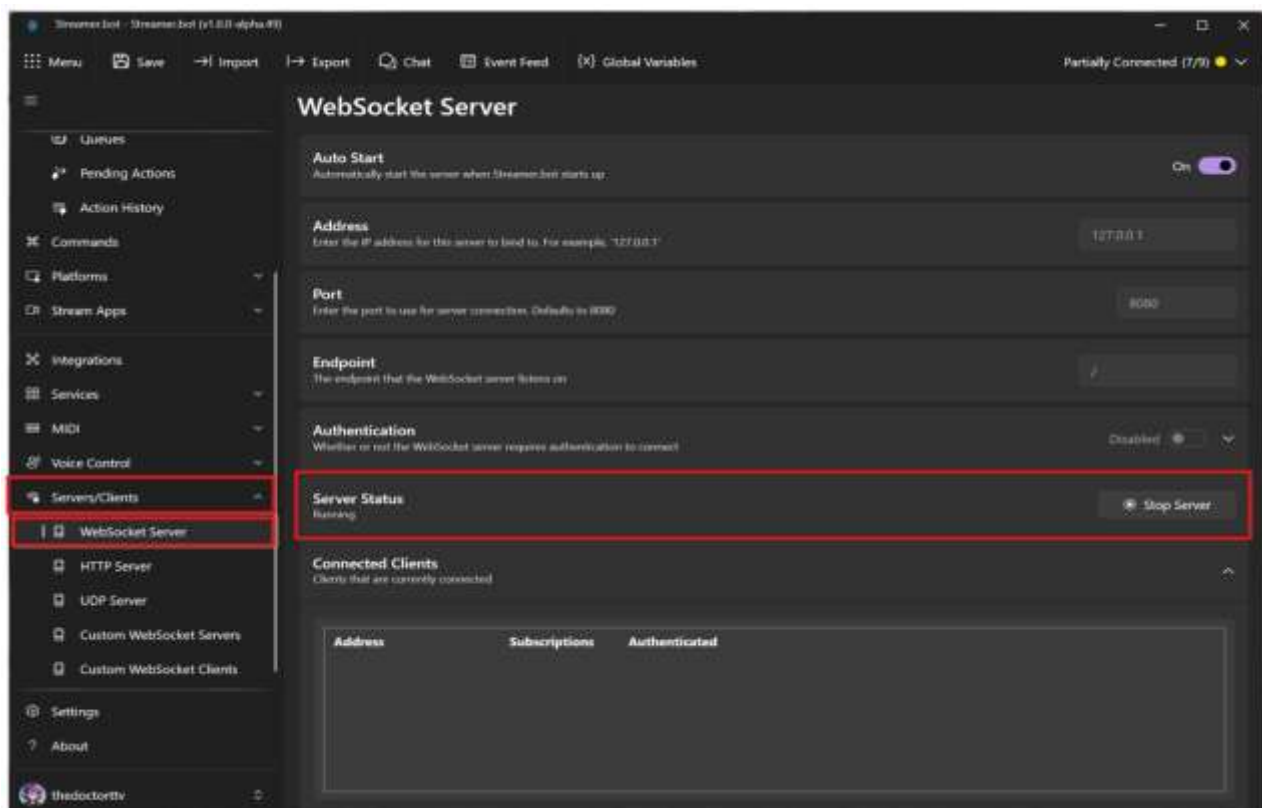 Streamer.bot - Streamer.bot (v1.0.0-alpha.#9)
Menu Save Import Export Chat Event Feed Global Variables Partially Connected (7/9)
WebSocket Server
Queues
Pending Actions
Action History
Commands
Platforms
Stream Apps
Integrations
Services
MIDI
Voice Control
Servers/Clients
WebSocket Server
HTTP Server
UDP Server
Custom WebSocket Servers
Custom WebSocket Clients
Settings
About
thedoctorttv
Auto Start
Automatically start the server when Streamer.bot starts up
On
Address
Enter the IP address for this server to bind to. For example, '127.0.0.1'
127.0.0.1
Port
Enter the port to use for server connection. Defaults to 8080
8080
Endpoint
The endpoint that the WebSocket server listens on
/
Authentication
Whether or not the WebSocket server requires authentication to connect
Disabled
Server Status
Running
Stop Server
Connected Clients
Clients that are currently connected
Address Subscriptions Authenticated